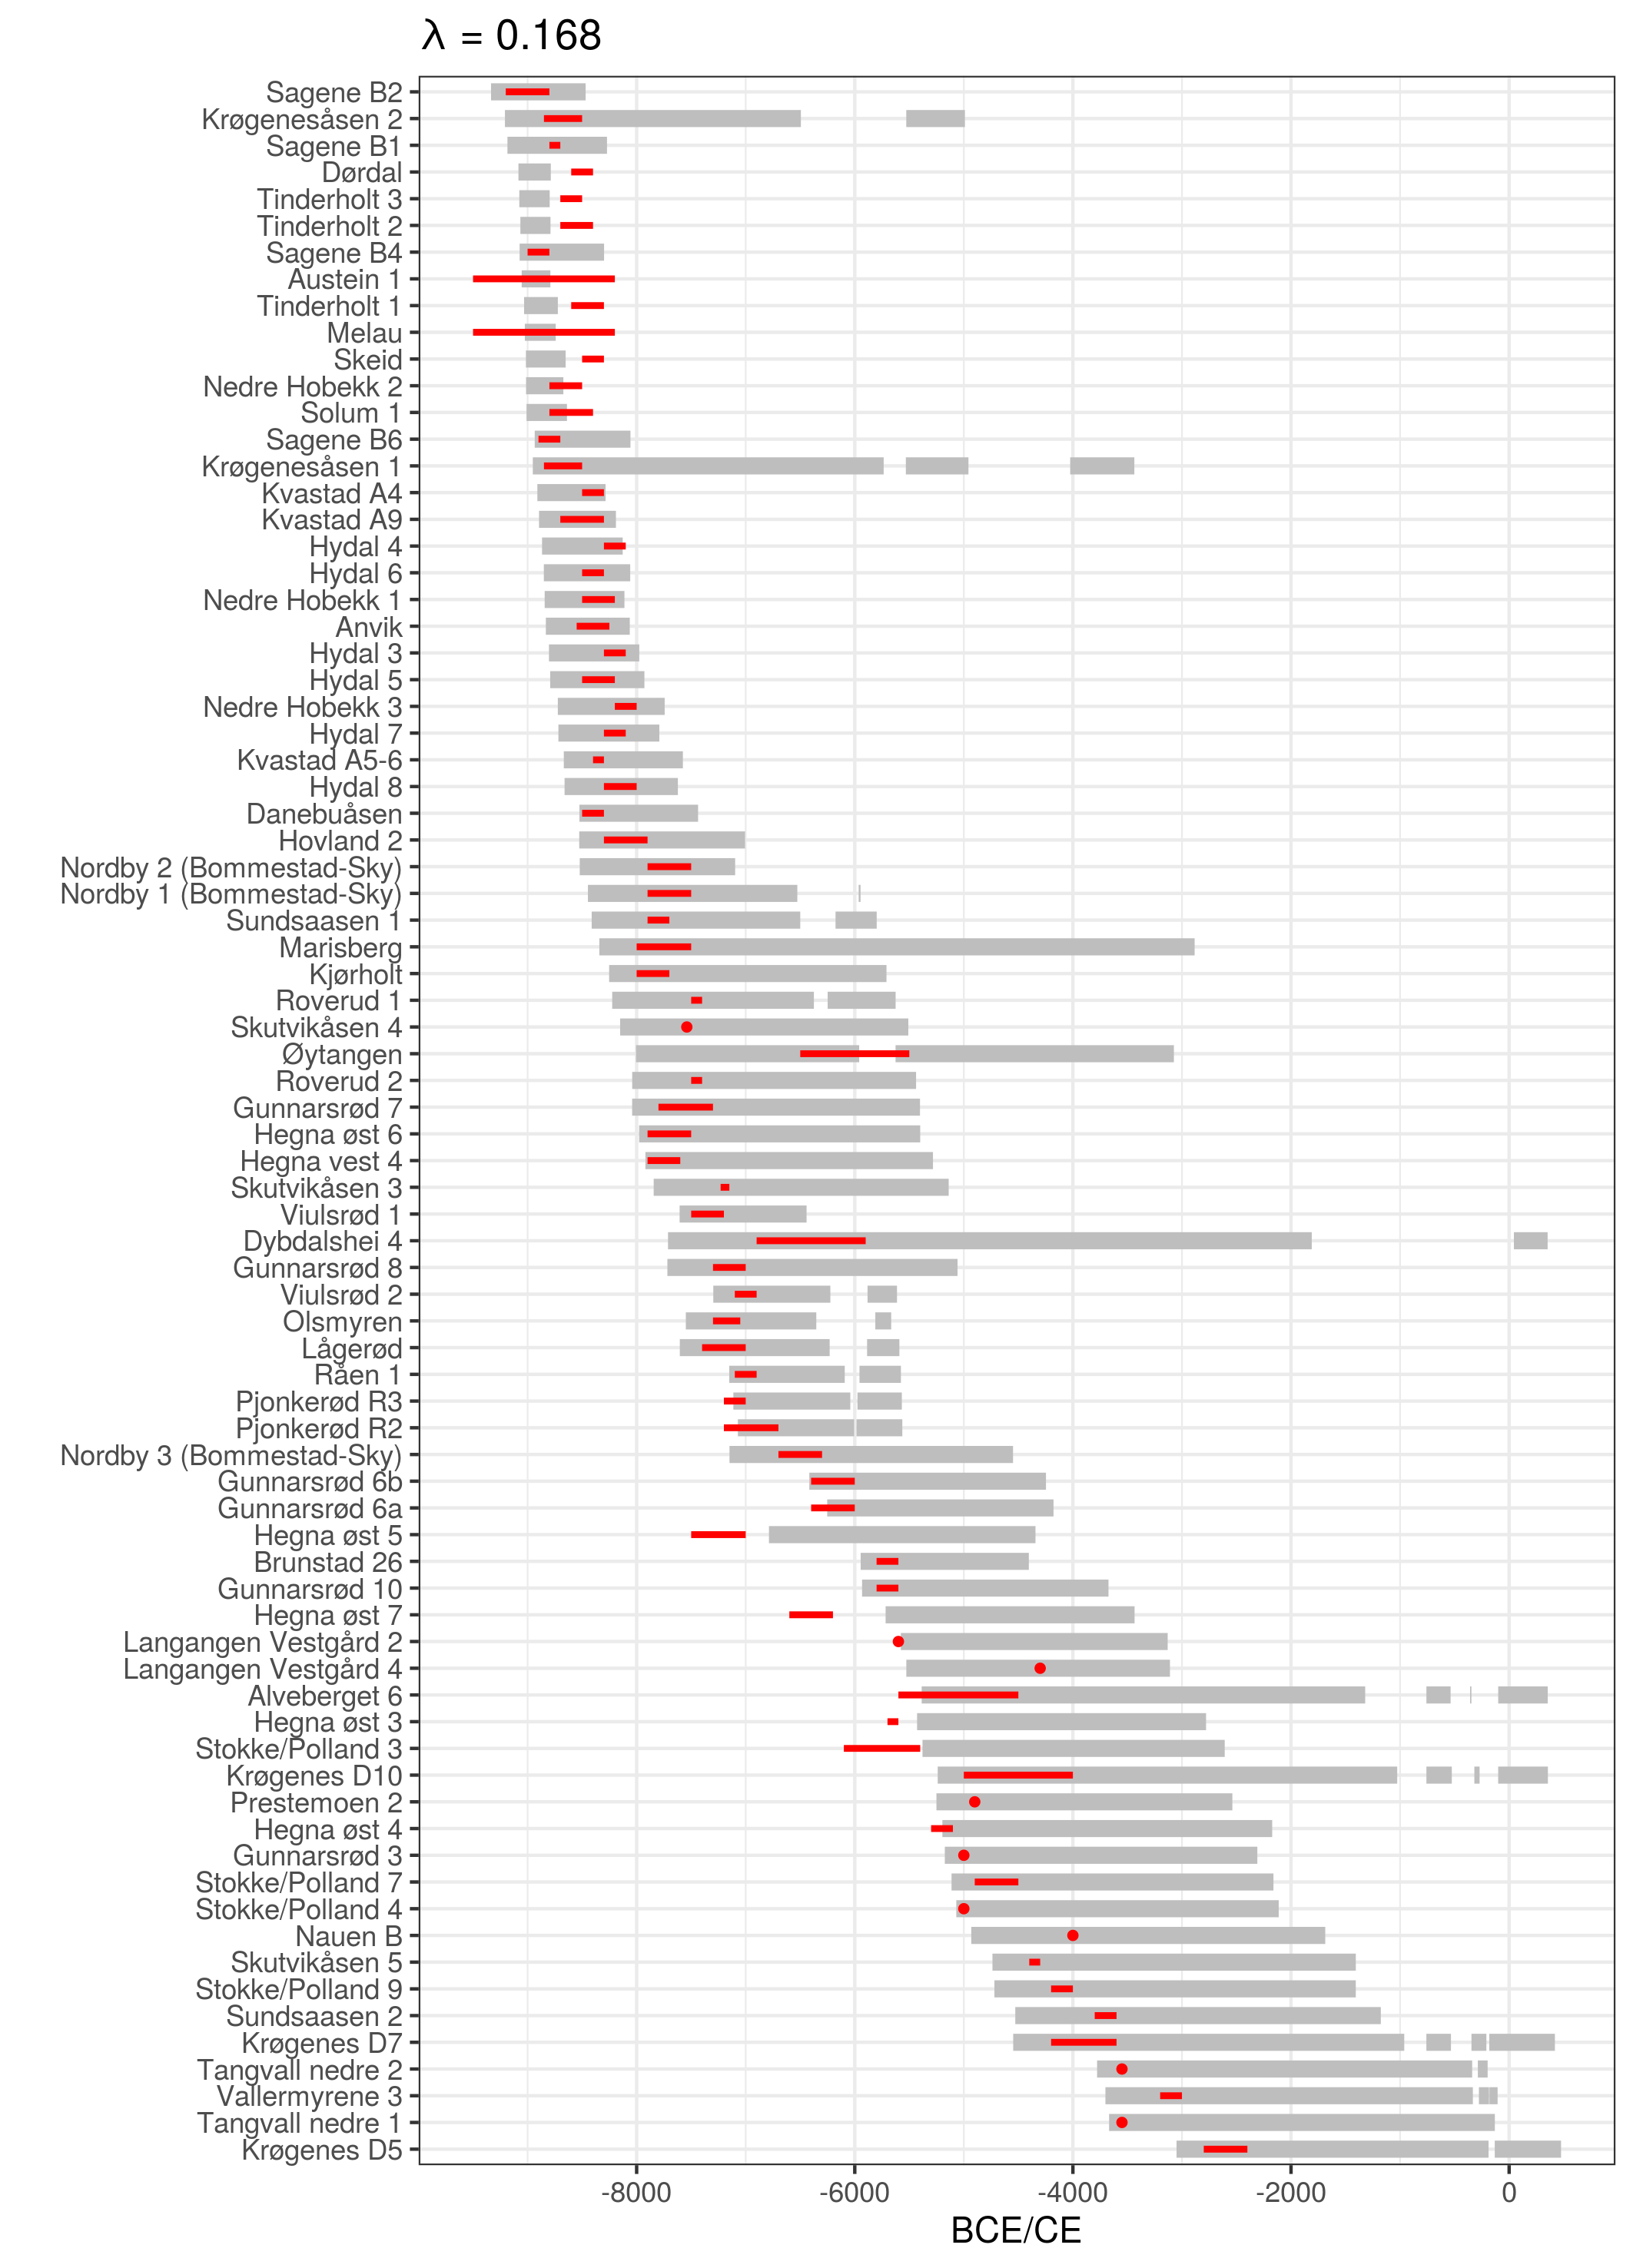 λ = 0.168
Sagene B2
Krøgenesåsen 2
Sagene B1
Dørdal
Tinderholt 3
Tinderholt 2
Sagene B4
Austein 1
Tinderholt 1
Melau
Skeid
Nedre Hobekk 2
Solum 1
Sagene B6
Krøgenesåsen 1
Kvastad A4
Kvastad A9
Hydal 4
Hydal 6
Nedre Hobekk 1
Anvik
Hydal 3
Hydal 5
Nedre Hobekk 3
Hydal 7
Kvastad A5-6
Hydal 8
Danebuåsen
Hovland 2
Nordby 2 (Bommestad-Sky)
Nordby 1 (Bommestad-Sky)
Sundsaasen 1
Marisberg
Kjørholt
Roverud 1
Skutvikåsen 4
Øytangen
Roverud 2
Gunnarsrød 7
Hegna øst 6
Hegna vest 4
Skutvikåsen 3
Viulsrød 1
Dybdalshei 4
Gunnarsrød 8
Viulsrød 2
Olsmyren
Lågerød
Råen 1
Pjonkerød R3
Pjonkerød R2
Nordby 3 (Bommestad-Sky)
Gunnarsrød 6b
Gunnarsrød 6a
Hegna øst 5
Brunstad 26
Gunnarsrød 10
Hegna øst 7
Langangen Vestgård 2
Langangen Vestgård 4
Alveberget 6
Hegna øst 3
Stokke/Polland 3
Krøgenes D10
Prestemoen 2
Hegna øst 4
Gunnarsrød 3
Stokke/Polland 7
Stokke/Polland 4
Nauen B
Skutvikåsen 5
Stokke/Polland 9
Sundsaasen 2
Krøgenes D7
Tangvall nedre 2
Vallermyrene 3
Tangvall nedre 1
Krøgenes D5
-8000 -6000 -4000 -2000 0
BCE/CE